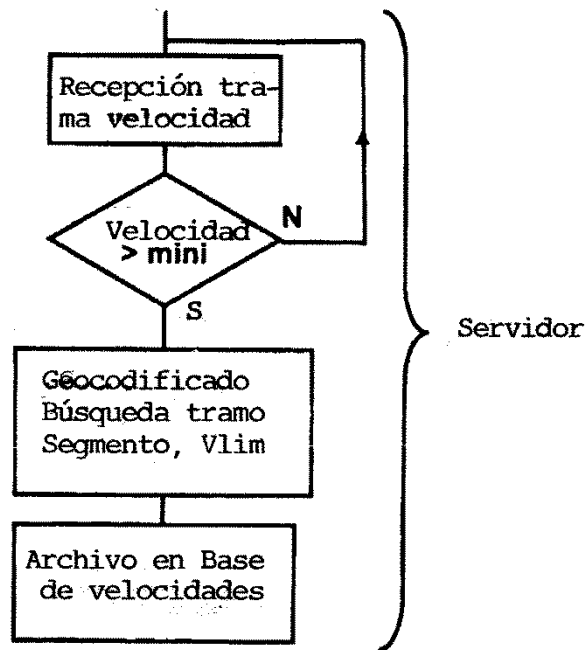 Recepción tra-
ma velocidad
Velocidad
> mini
N
S
Geocodificado
Búsqueda tramo
Segmento, Vlim
Archivo en Base
de velocidades
Servidor